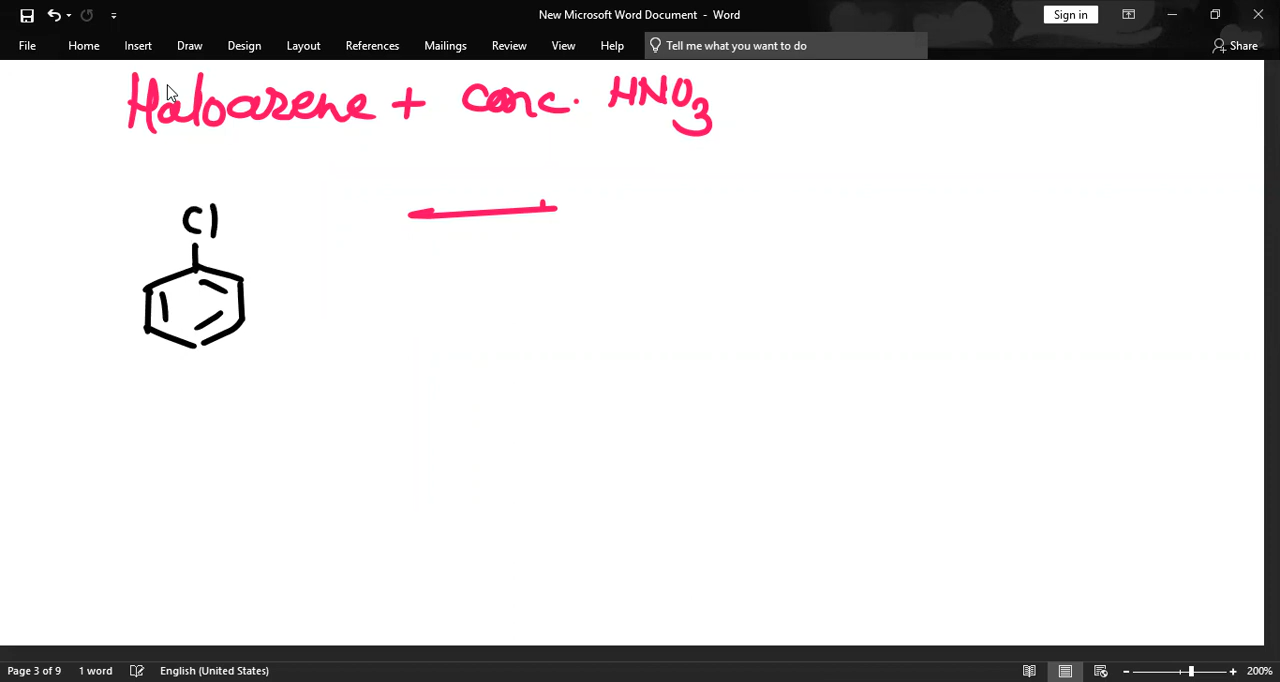 New Microsoft Word Document - Word
Sign in
File Home Insert Draw Design Layout References Mailings Review View Help Tell me what you want to do Share
Haloarene + conc. HNO3
Cl
Page 3 of 9 1 word English (United States) 200%